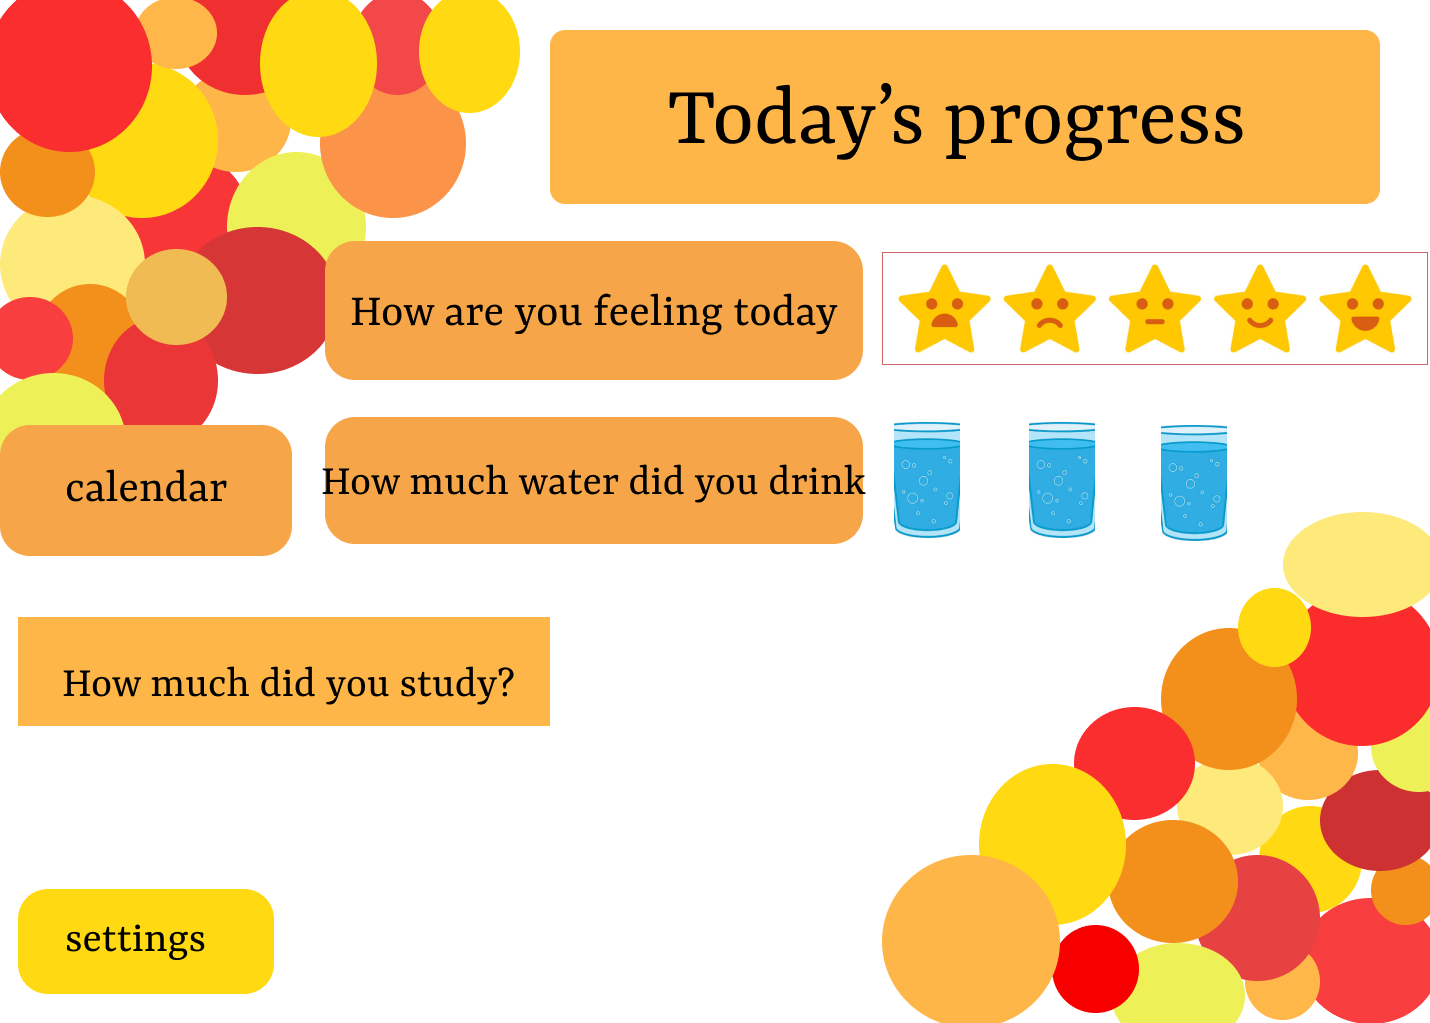 Today’s progress
How are you feeling today
calendar
How much water did you drink
How much did you study?
settings